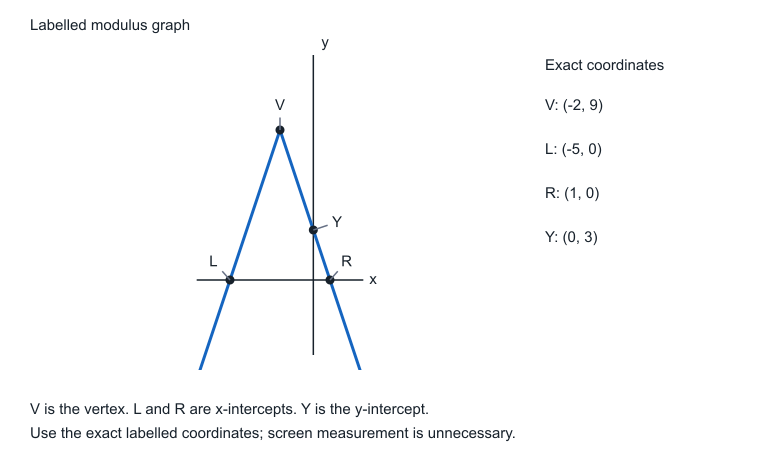 Labelled modulus graph
y
Exact coordinates
V
V: (-2, 9)
L: (-5, 0)
R: (1, 0)
Y
Y: (0, 3)
L
R
x
V is the vertex. L and R are x-intercepts. Y is the y-intercept.
Use the exact labelled coordinates; screen measurement is unnecessary.